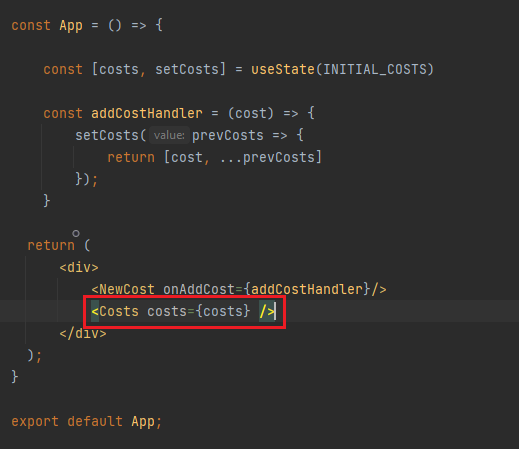 const App = () => {
const [costs, setCosts] = useState(INITIAL_COSTS)
const addCostHandler = (cost) => {
setCosts( value: prevCosts => {
return [cost, ...prevCosts]
});
}
return (
<div>
<NewCost onAddCost={addCostHandler}/>
<Costs costs={costs} />
</div>
);
}
export default App;